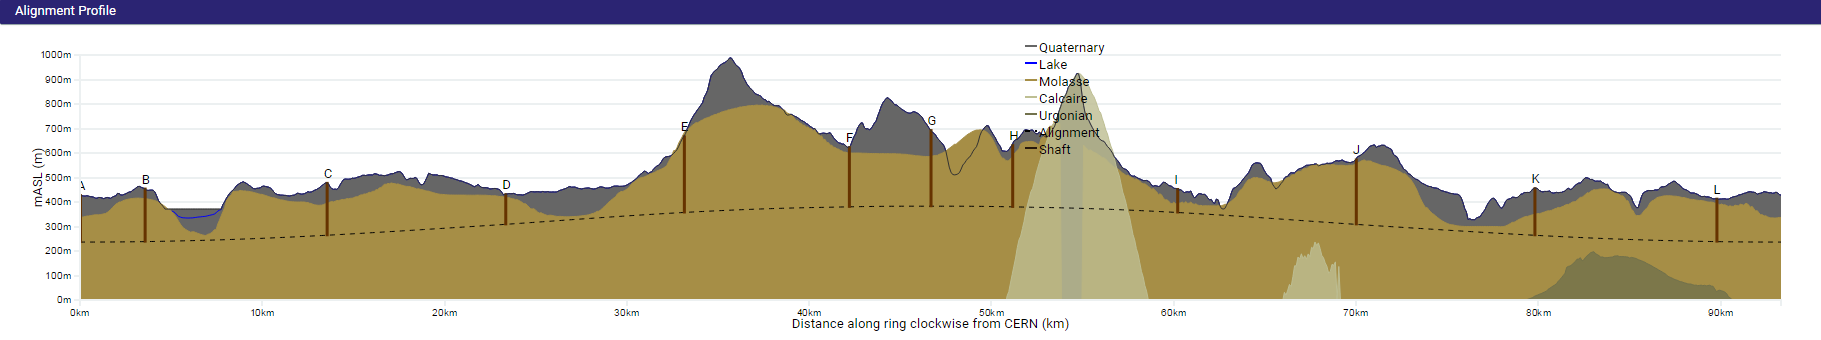 Alignment Profile
1000m
900m
800m
700m
600m
500m
400m
300m
200m
100m
0m
mASL (m)
Quaternary
Lake
Molasse
Calcaire
Urgonian
Alignment
Shaft
A
B
C
D
E
F
G
H
I
J
K
L
0km
10km
20km
30km
40km
50km
60km
70km
80km
90km
Distance along ring clockwise from CERN (km)